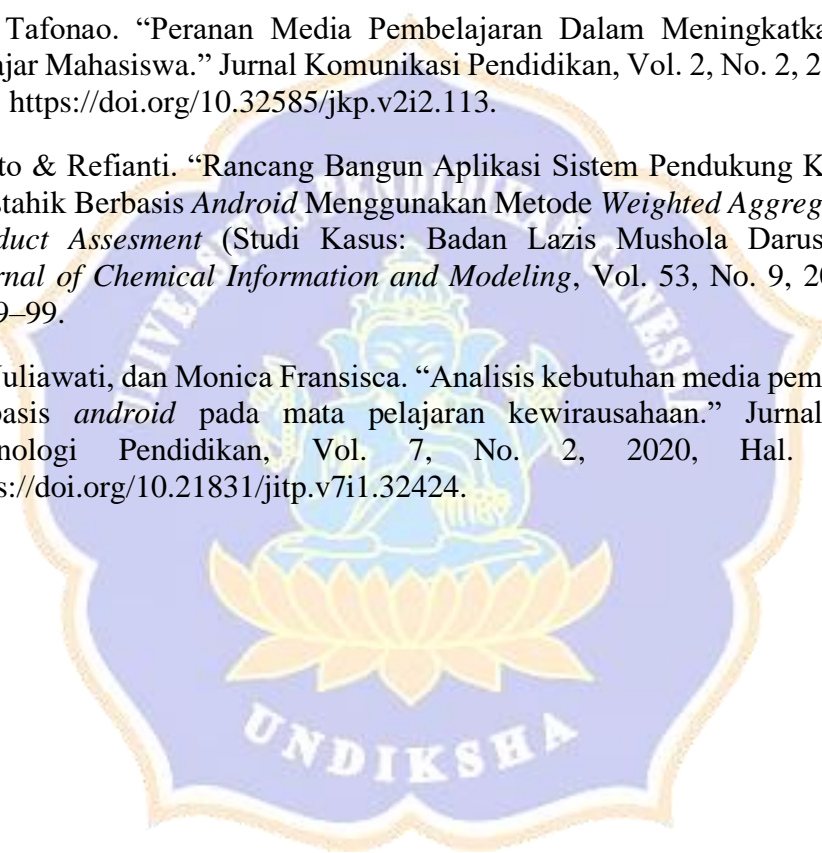 Tafonao. “Peranan Media Pembelajaran Dalam Meningkatka
ajar Mahasiswa.” Jurnal Komunikasi Pendidikan, Vol. 2, No. 2, 2
https://doi.org/10.32585/jkp.v2i2.113.
to & Refianti. “Rancang Bangun Aplikasi Sistem Pendukung K
stahik Berbasis Android Menggunakan Metode Weighted Aggreg
duct Assesment (Studi Kasus: Badan Lazis Mushola Darus
rnal of Chemical Information and Modeling, Vol. 53, No. 9, 20
9–99.
uliawati, dan Monica Fransisca. “Analisis kebutuhan media pem
basis android pada mata pelajaran kewirausahaan.” Jurnal
nologi Pendidikan, Vol. 7, No. 2, 2020, Hal.
s://doi.org/10.21831/jitp.v7i1.32424.
UNIVERSITAS PENDIDIKAN GANESHA
UNDIKSHA